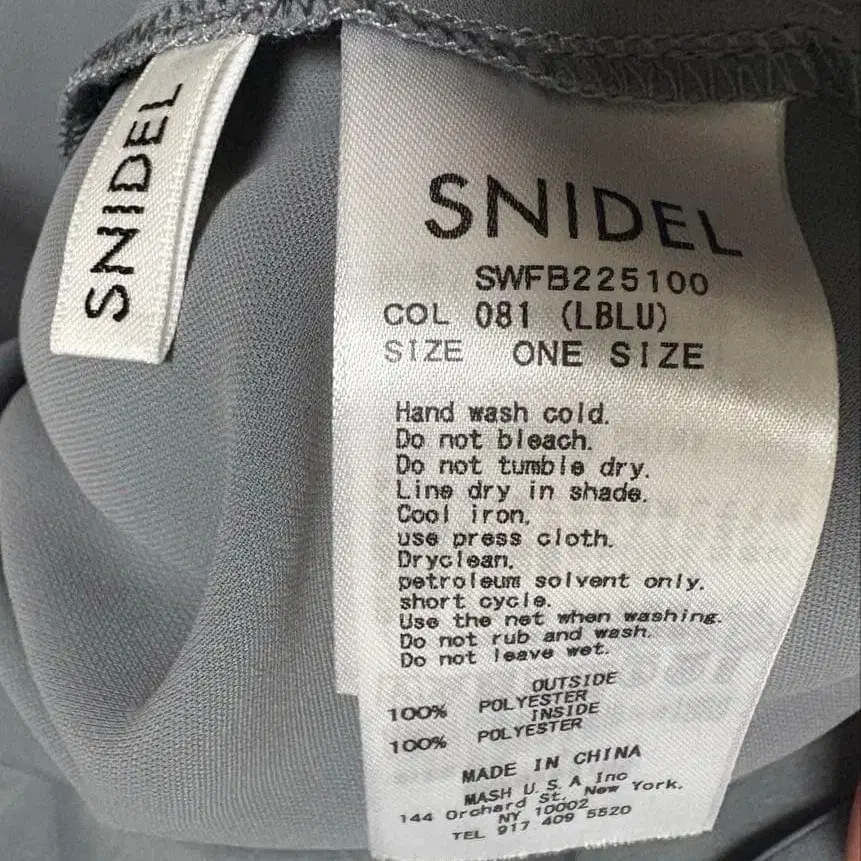 SNIDEL
SNIDEL
SWFB225100
COL 081 (LBLU)
SIZE ONE SIZE
Hand wash cold.
Do not bleach.
Do not tumble dry.
Line dry in shade.
Cool iron.
use press cloth.
Dryclean.
petroleum solvent only.
short cycle.
Use the net when washing.
Do not rub and wash.
Do not leave wet.
OUTSIDE
100% POLYESTER
INSIDE
100% POLYESTER
MADE IN CHINA
MASH U.S.A Inc
144 Orchard St, New York.
NY 10002
TEL 917 409 5520